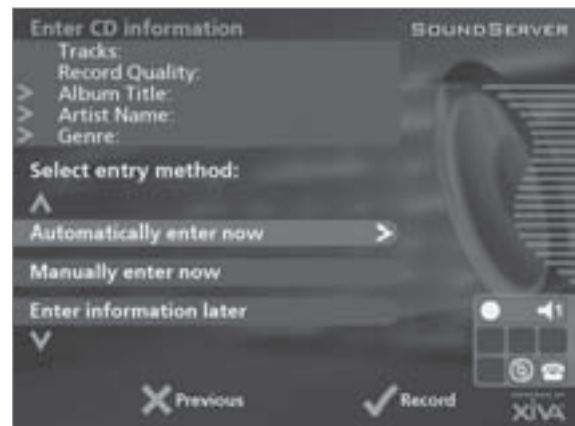 Enter CD information
SOUNDSERVER
Tracks:
Record Quality:
> Album Title:
> Artist Name:
> Genre:
Select entry method:
Automatically enter now >
Manually enter now
Enter information later
1
Previous
Record
XiVA